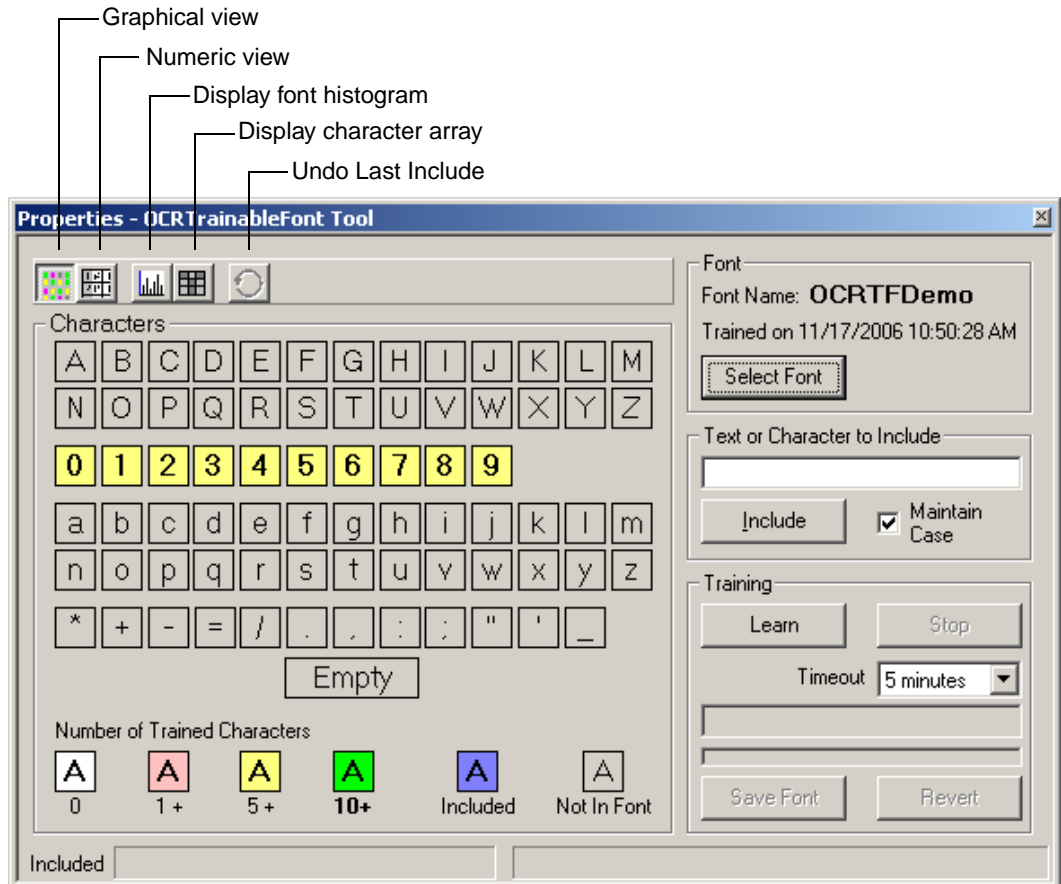 Graphical view
Numeric view
Display font histogram
Display character array
Undo Last Include
Properties - OCRTrainableFont Tool
Characters
A B C D E F G H I J K L M
N O P Q R S T U V W X Y Z
0 1 2 3 4 5 6 7 8 9
a b c d e f g h i j k l m
n o p q r s t u v w x y z
* + - = / . , : ; " ' _
Empty
Number of Trained Characters
A A A A A A
0 1 + 5 + 10+ Included Not In Font
Font
Font Name: OCRTFDemo
Trained on 11/17/2006 10:50:28 AM
Select Font
Text or Character to Include
Include
Maintain
Case
Training
Learn Stop
Timeout 5 minutes
Save Font Revert
Included